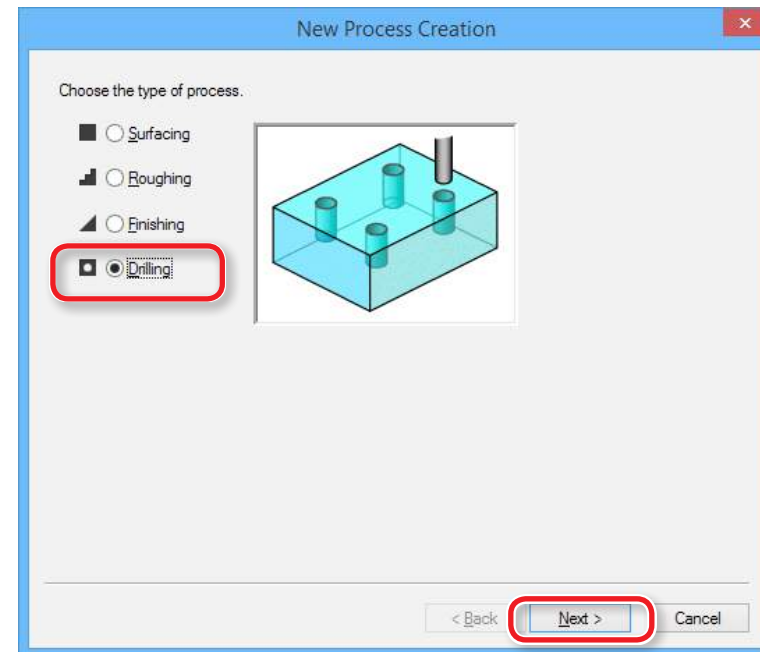 New Process Creation
Choose the type of process.
Surfacing
Roughing
Finishing
Drilling
< Back
Next >
Cancel